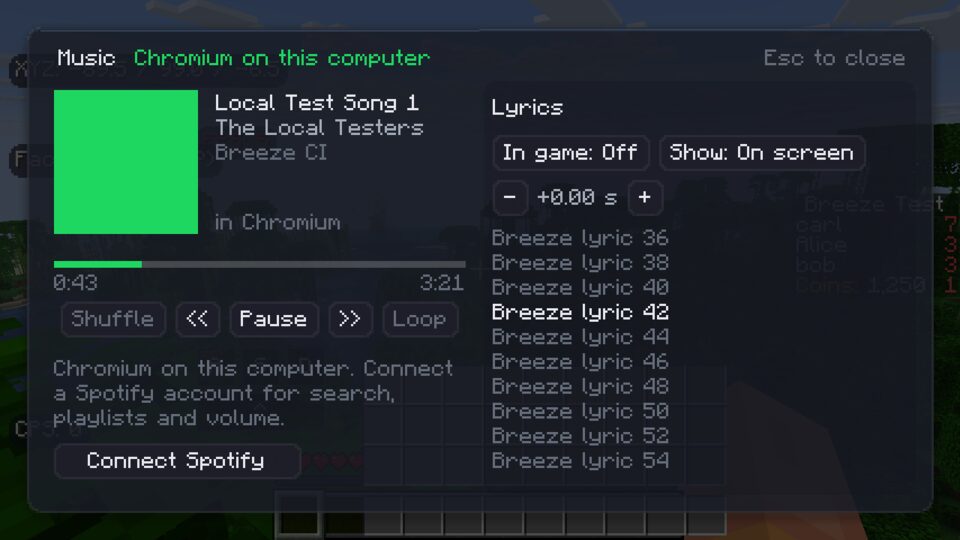 Music Chromium on this computer
Esc to close
Local Test Song 1
The Local Testers
Breeze CI
in Chromium
0:43
3:21
Shuffle << Pause >> Loop
Chromium on this computer. Connect
a Spotify account for search,
playlists and volume.
Connect Spotify
Lyrics
In game: Off Show: On screen
- +0.00 s +
Breeze lyric 36
Breeze lyric 38
Breeze lyric 40
Breeze lyric 42
Breeze lyric 44
Breeze lyric 46
Breeze lyric 48
Breeze lyric 50
Breeze lyric 52
Breeze lyric 54
Breeze Test
carl 7
Alice 3
bob 3
Coins: 1,250 1